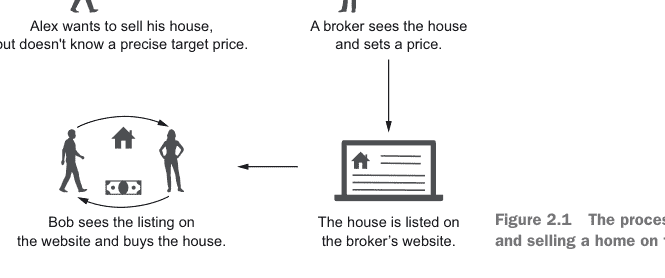 Alex wants to sell his house,
but doesn't know a precise target price.
A broker sees the house
and sets a price.
Bob sees the listing on
the website and buys the house.
The house is listed on
the broker's website.
Figure 2.1 The proces
and selling a home on